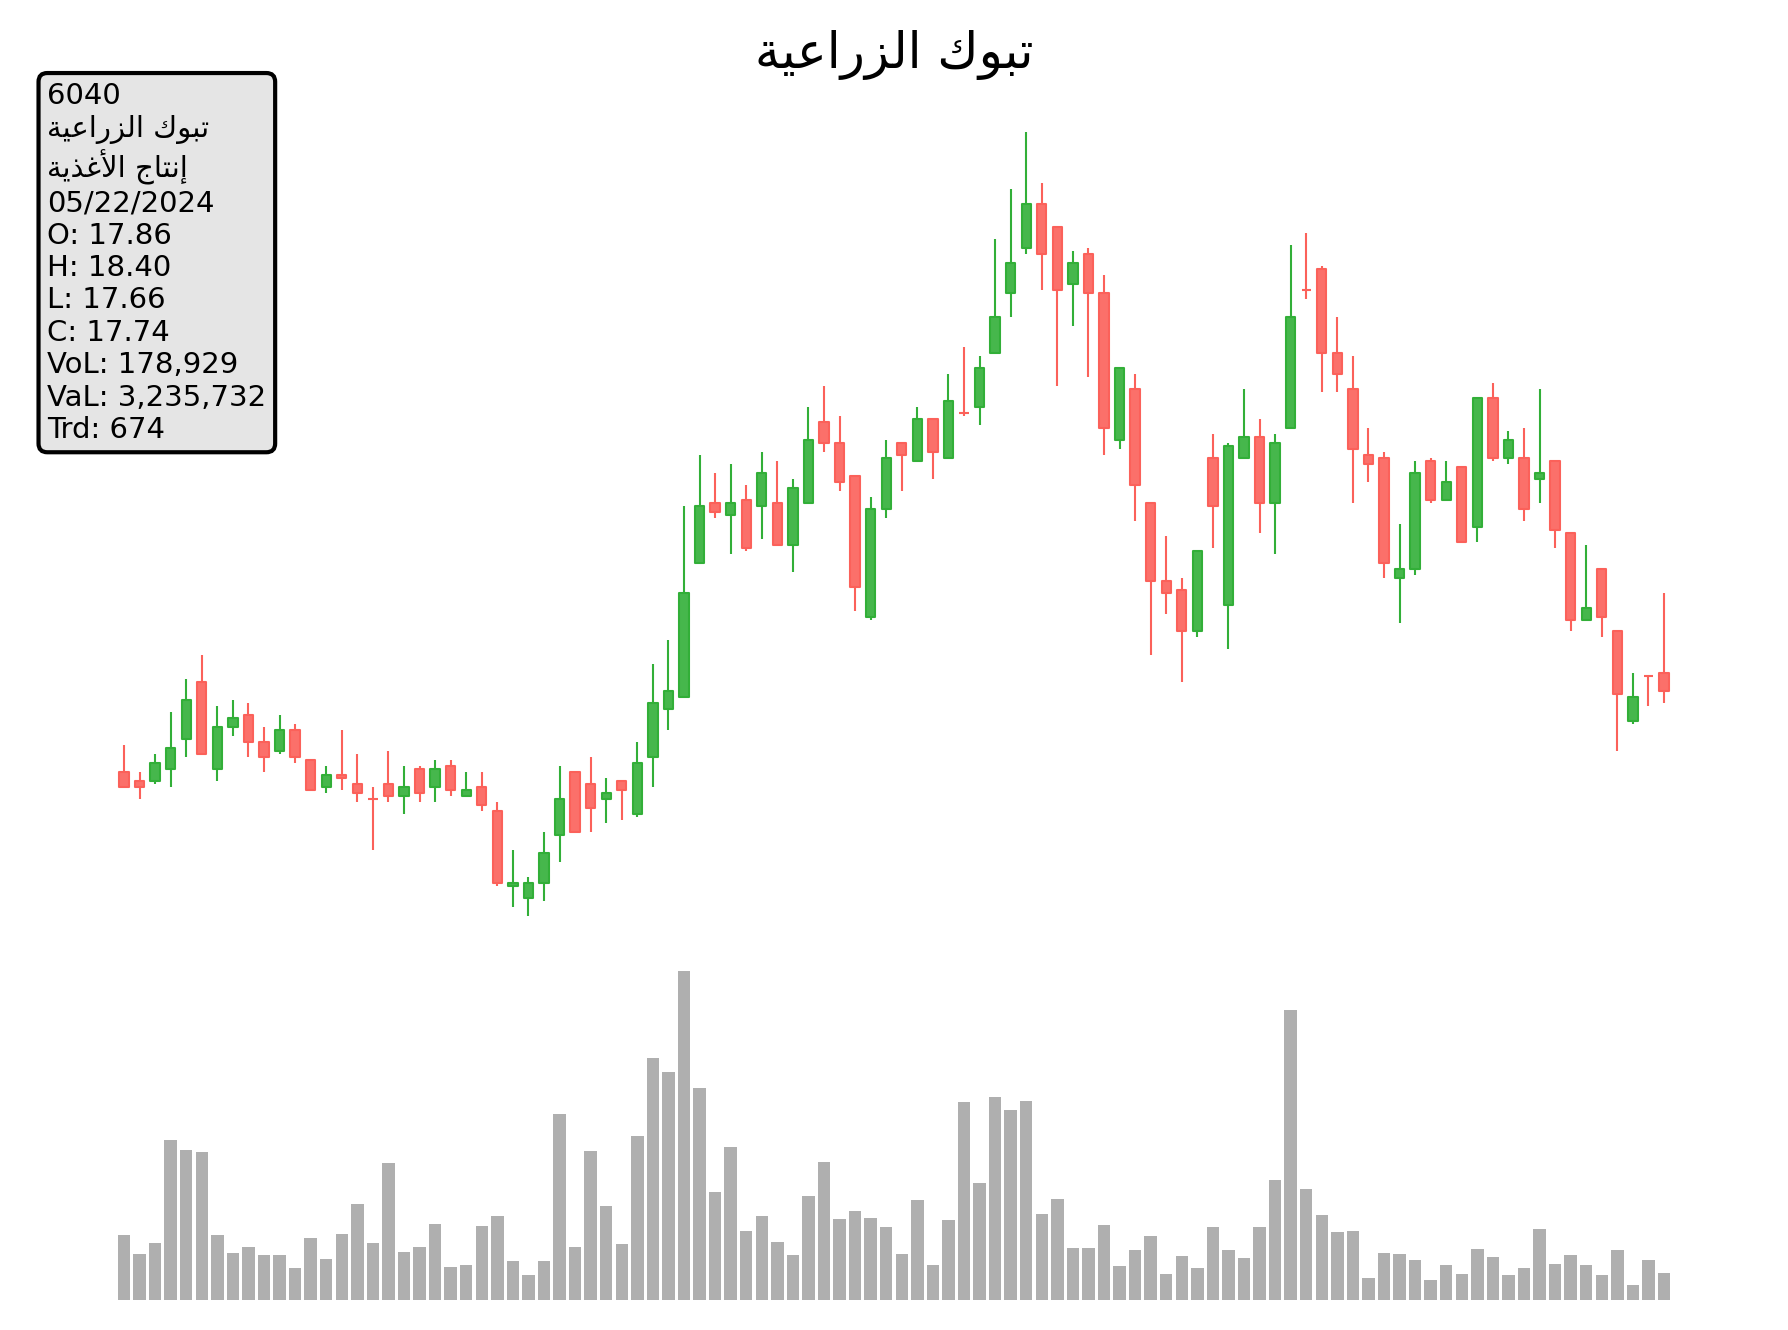 تبوك الزراعية
6040
تبوك الزراعية
إنتاج الأغذية
05/22/2024
O: 17.86
H: 18.40
L: 17.66
C: 17.74
VoL: 178,929
VaL: 3,235,732
Trd: 674